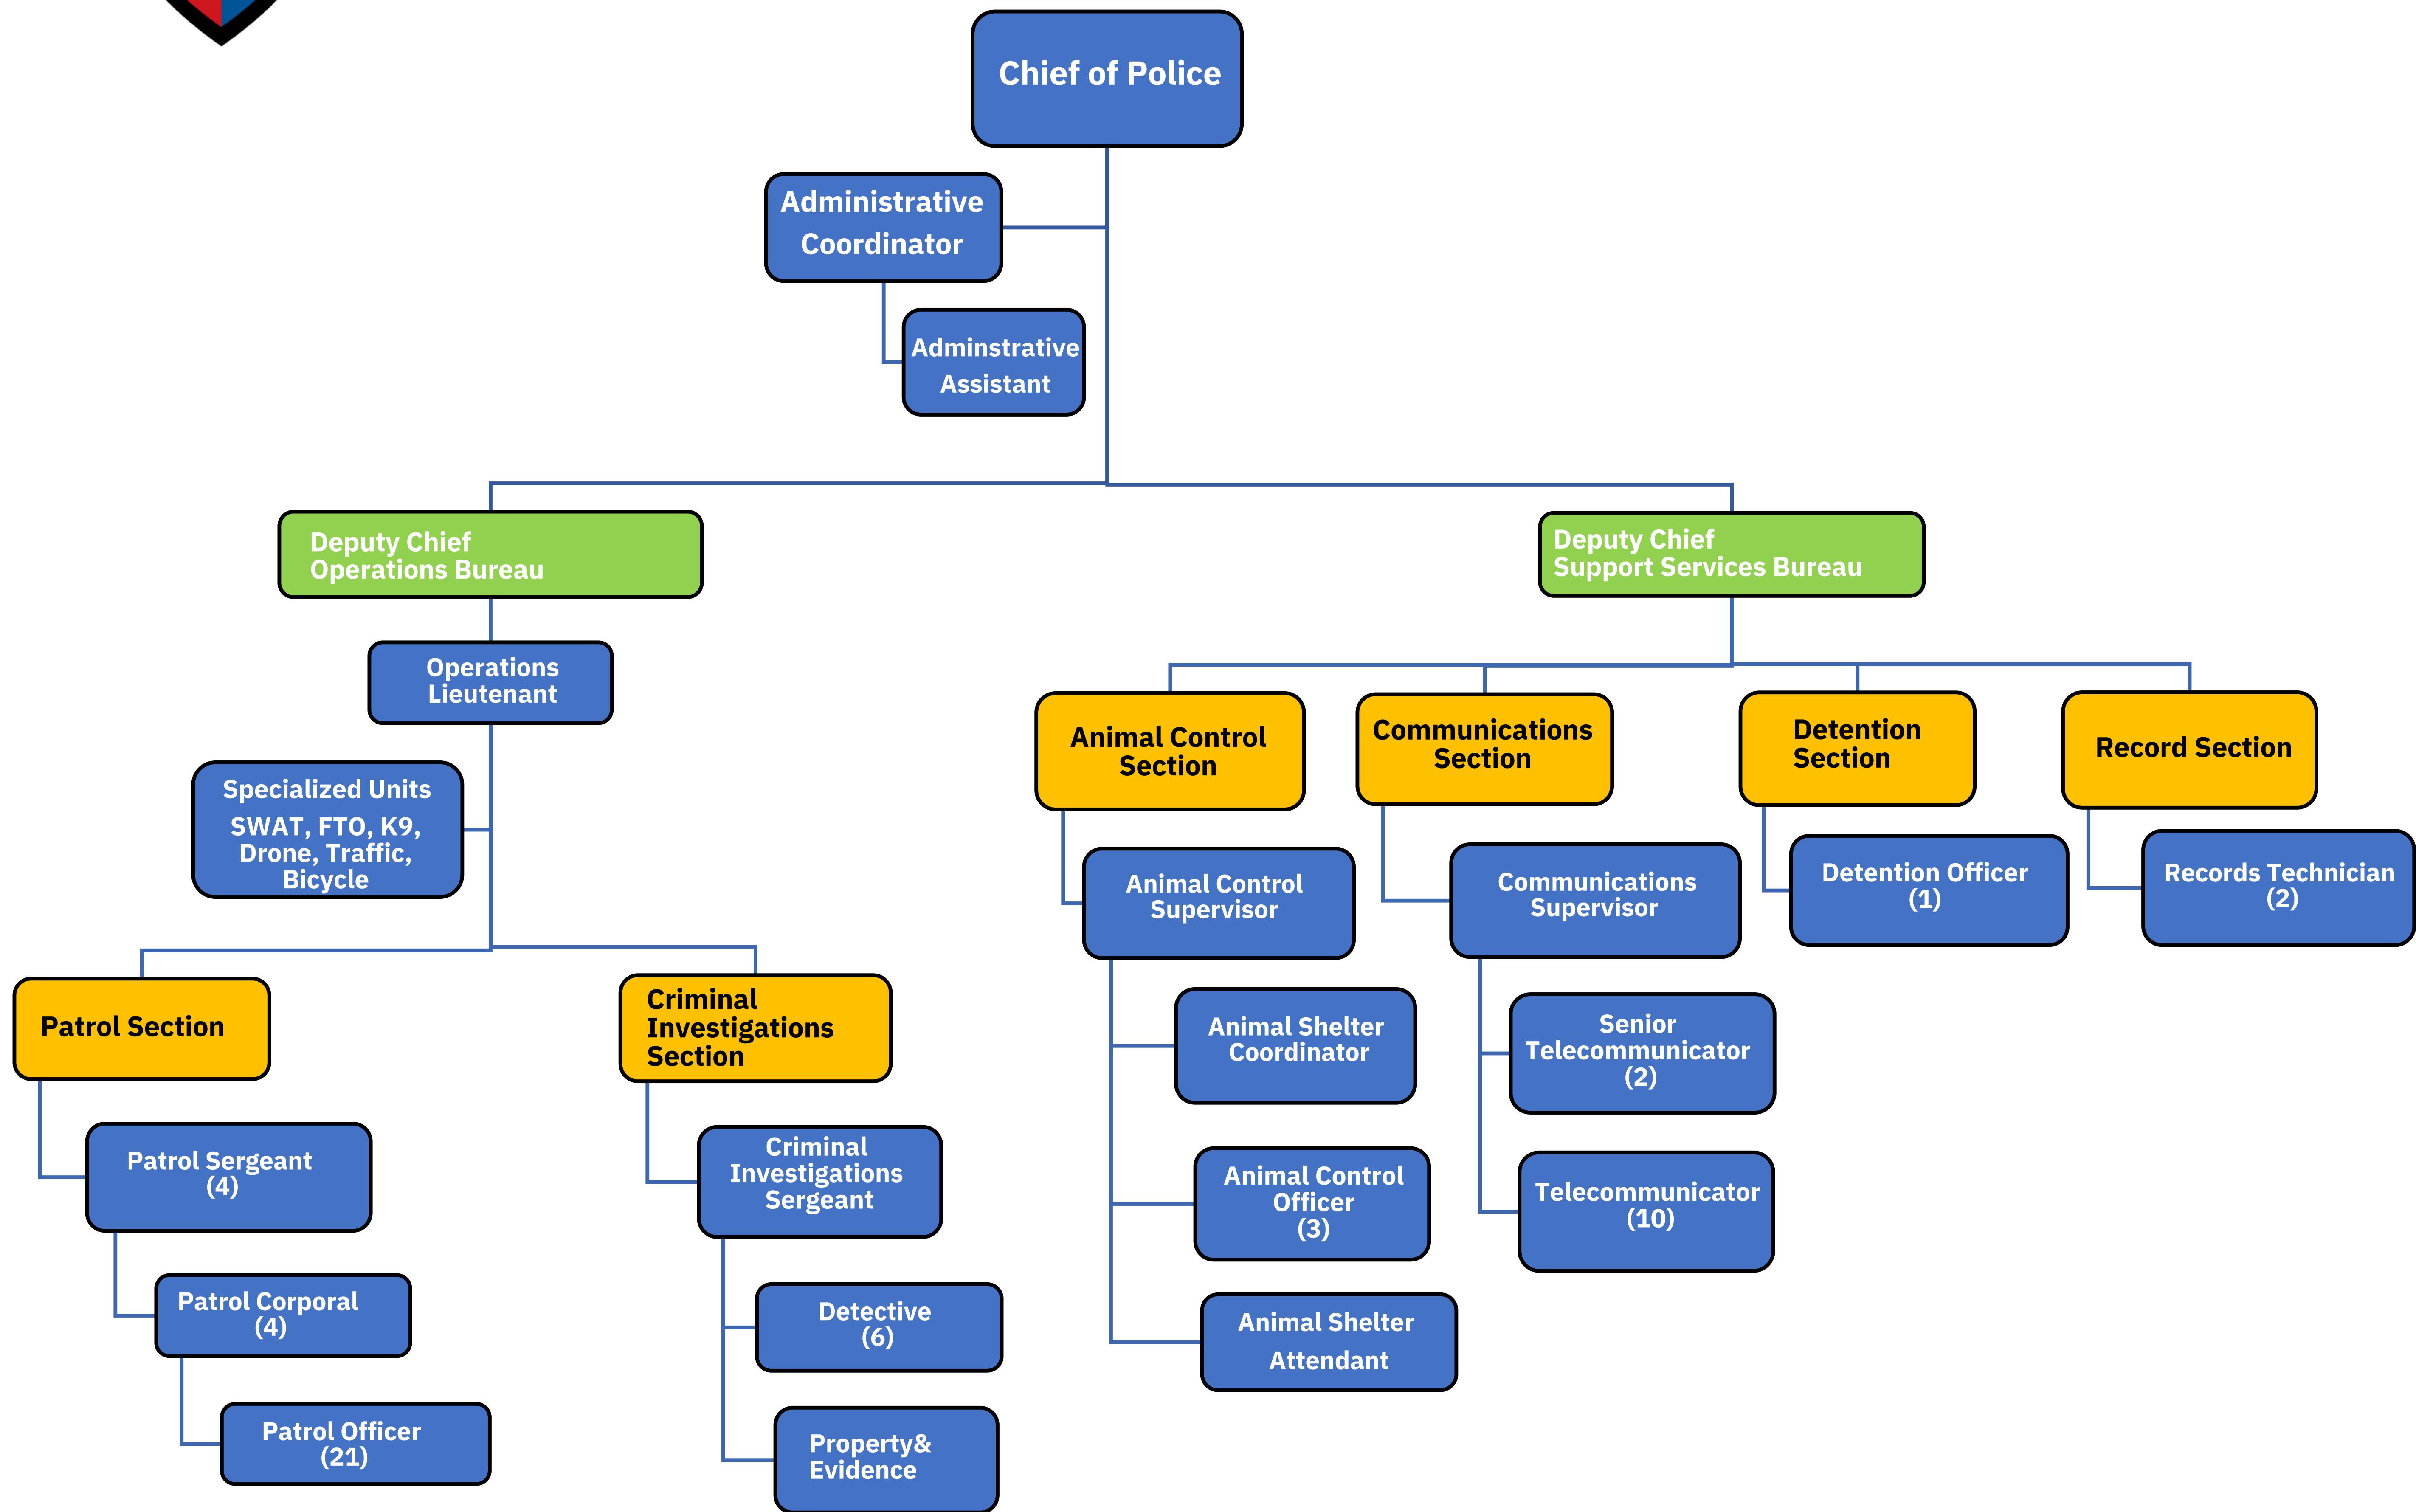 Chief of Police
Administrative
Coordinator
Adminstrative
Assistant
Deputy Chief
Operations Bureau
Deputy Chief
Support Services Bureau
Operations
Lieutenant
Specialized Units
SWAT, FTO, K9,
Drone, Traffic,
Bicycle
Animal Control
Section
Communications
Section
Detention
Section
Record Section
Animal Control
Supervisor
Communications
Supervisor
Detention Officer
(1)
Records Technician
(2)
Patrol Section
Criminal
Investigations
Section
Animal Shelter
Coordinator
Senior
Telecommunicator
(2)
Patrol Sergeant
(4)
Criminal
Investigations
Sergeant
Animal Control
Officer
(3)
Telecommunicator
(10)
Patrol Corporal
(4)
Detective
(6)
Animal Shelter
Attendant
Patrol Officer
(21)
Property&
Evidence